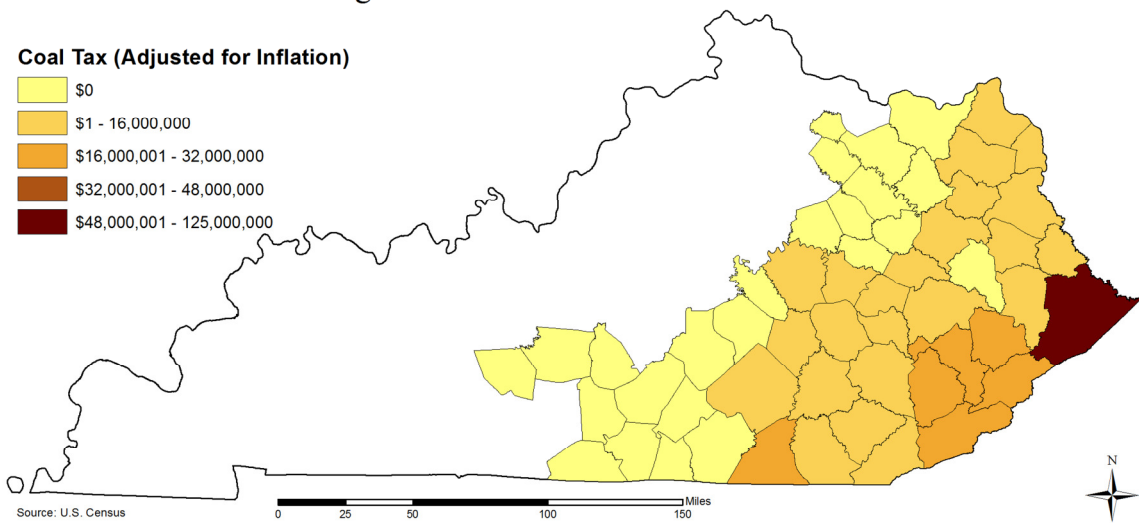 Coal Tax (Adjusted for Inflation)
$0
$1 - 16,000,000
$16,000,001 - 32,000,000
$32,000,001 - 48,000,000
$48,000,001 - 125,000,000
N
Miles
0 25 50 100 150
Source: U.S. Census